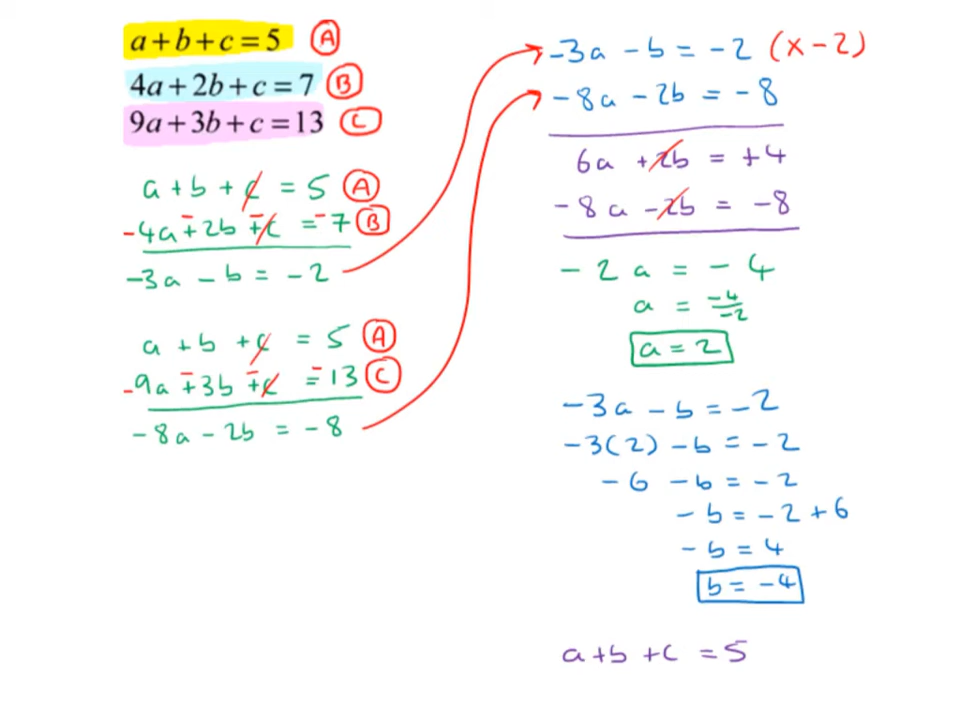 a + b + c = 5 (A)
4a + 2b + c = 7 (B)
9a + 3b + c = 13 (C)
a + b + c = 5 (A)
-4a +̄ 2b +̄ c = -7 (B)
-3a - b = -2
a + b + c = 5 (A)
-9a +̄ 3b +̄ c = -13 (C)
-8a - 2b = -8
-3a - b = -2 (x - 2)
-8a - 2b = -8
6a + 2b = +4
-8a - 2b = -8
-2a = -4
a = -4/-2
a = 2
-3a - b = -2
-3(2) - b = -2
-6 - b = -2
-b = -2 + 6
-b = 4
b = -4
a + b + c = 5